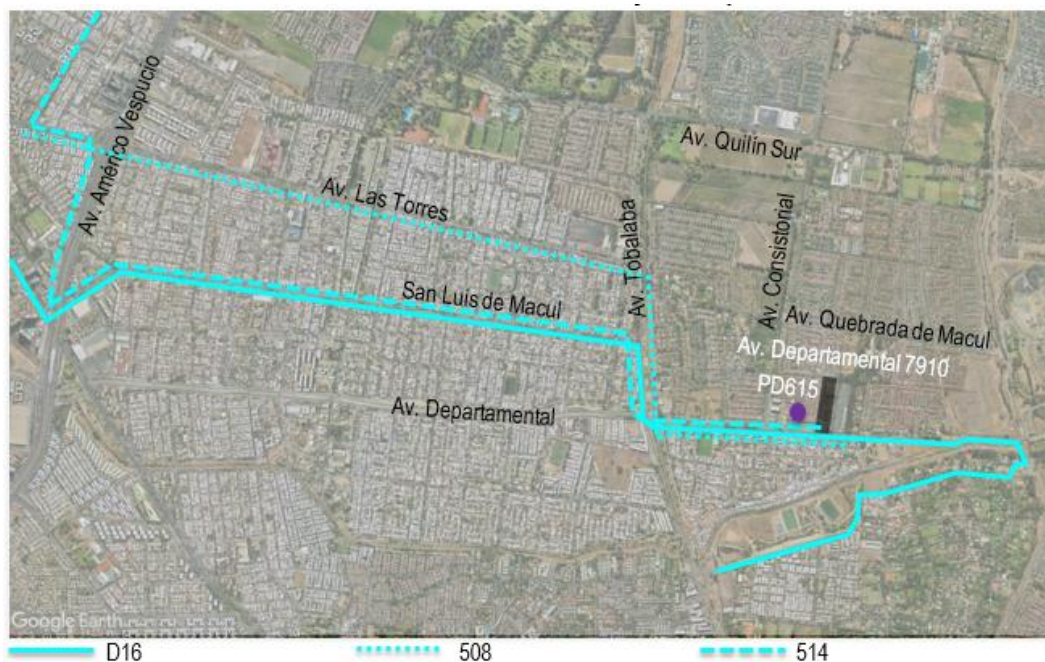 Av. Américo Vespucio
Av. Las Torres
San Luis de Macul
Av. Departamental
Av. Tobalaba
Av. Quilín Sur
Av. Consistorial
Av. Quebrada de Macul
Av. Departamental 7910
PD615
Google Earth
D16
508
514